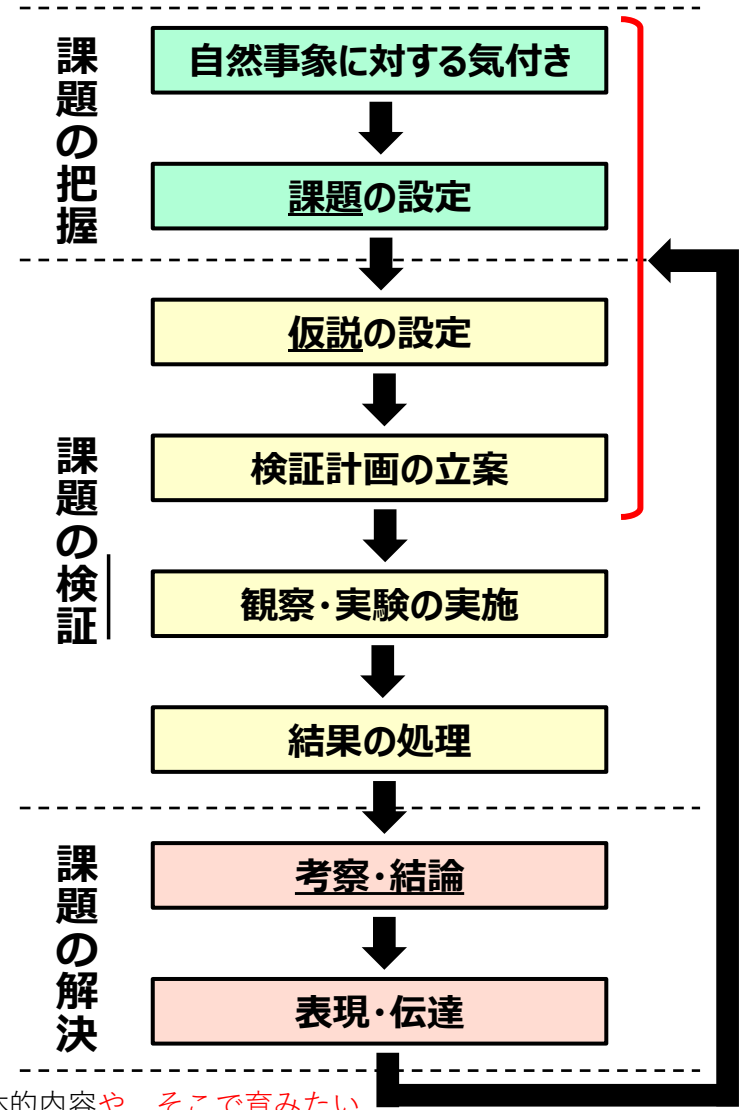 課題の把握
自然事象に対する気付き
課題の設定
課題の検証
仮説の設定
検証計画の立案
観察・実験の実施
結果の処理
課題の解決
考察・結論
表現・伝達
的内容や、そこで育みたい